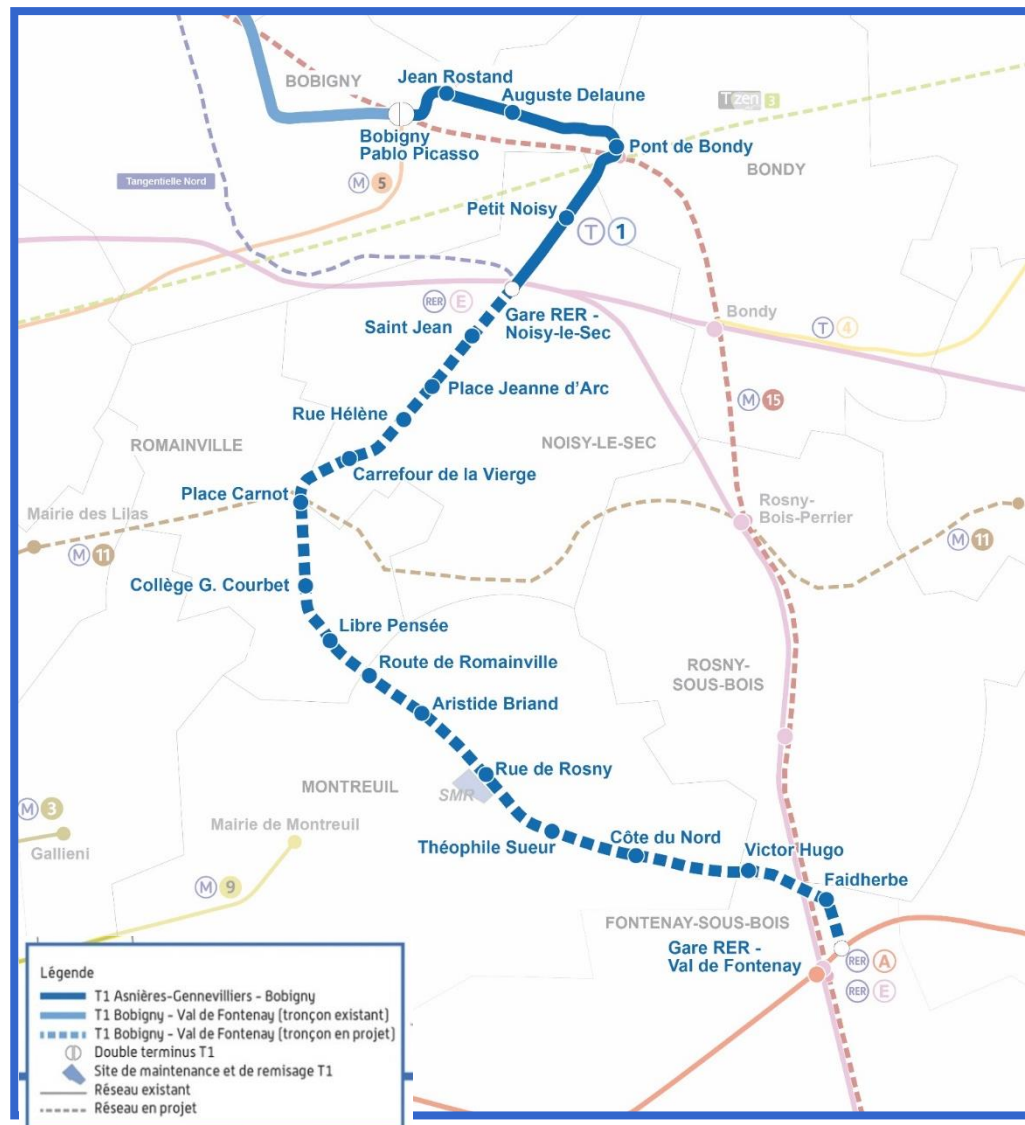 BOBIGNY
Jean Rostand
Auguste Delaune
T zen 3
Bobigny
Pablo Picasso
Pont de Bondy
BONDY
M 5
Tangentielle Nord
Petit Noisy
T 1
RER E
Gare RER -
Noisy-le-Sec
Bondy
T 4
Saint Jean
Place Jeanne d'Arc
M 15
Rue Hélène
ROMAINVILLE
NOISY-LE-SEC
Carrefour de la Vierge
Place Carnot
Mairie des Lilas
M 11
Rosny-
Bois-Perrier
M 11
Collège G. Courbet
Libre Pensée
Route de Romainville
ROSNY-
SOUS-BOIS
Aristide Briand
Rue de Rosny
MONTREUIL
SMR
M 3
Gallieni
Mairie de Montreuil
Théophile Sueur
Côte du Nord
Victor Hugo
M 9
Faidherbe
FONTENAY-SOUS-BOIS
Gare RER -
Val de Fontenay
RER A
RER E
Légende
T1 Asnières-Gennevilliers - Bobigny
T1 Bobigny - Val de Fontenay (tronçon existant)
T1 Bobigny - Val de Fontenay (tronçon en projet)
Double terminus T1
Site de maintenance et de remisage T1
Réseau existant
Réseau en projet